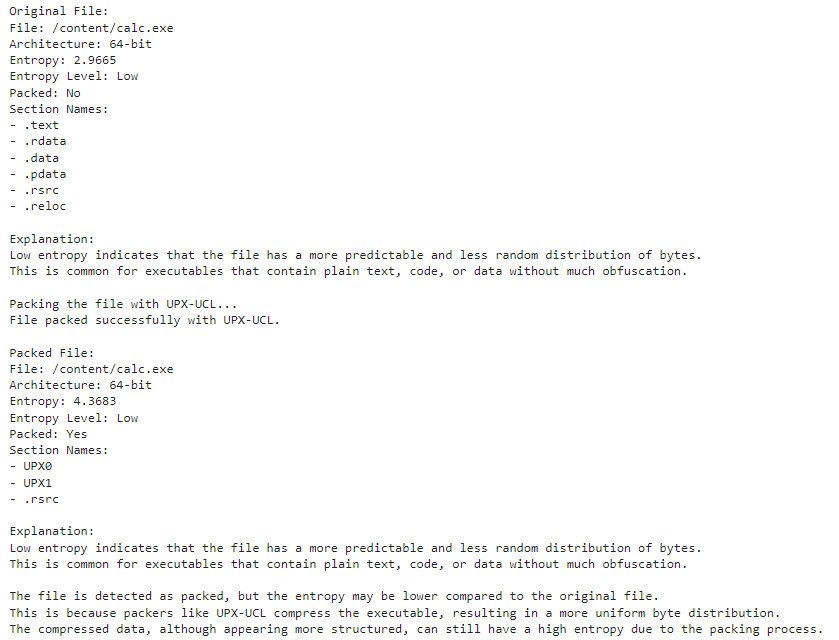 Original File:
File: /content/calc.exe
Architecture: 64-bit
Entropy: 2.9665
Entropy Level: Low
Packed: No
Section Names:
- .text
- .rdata
- .data
- .pdata
- .rsrc
- .reloc
Explanation:
Low entropy indicates that the file has a more predictable and less random distribution of bytes.
This is common for executables that contain plain text, code, or data without much obfuscation.
Packing the file with UPX-UCL...
File packed successfully with UPX-UCL.
Packed File:
File: /content/calc.exe
Architecture: 64-bit
Entropy: 4.3683
Entropy Level: Low
Packed: Yes
Section Names:
- UPX0
- UPX1
- .rsrc
Explanation:
Low entropy indicates that the file has a more predictable and less random distribution of bytes.
This is common for executables that contain plain text, code, or data without much obfuscation.
The file is detected as packed, but the entropy may be lower compared to the original file.
This is because packers like UPX-UCL compress the executable, resulting in a more uniform byte distribution.
The compressed data, although appearing more structured, can still have a high entropy due to the packing process.